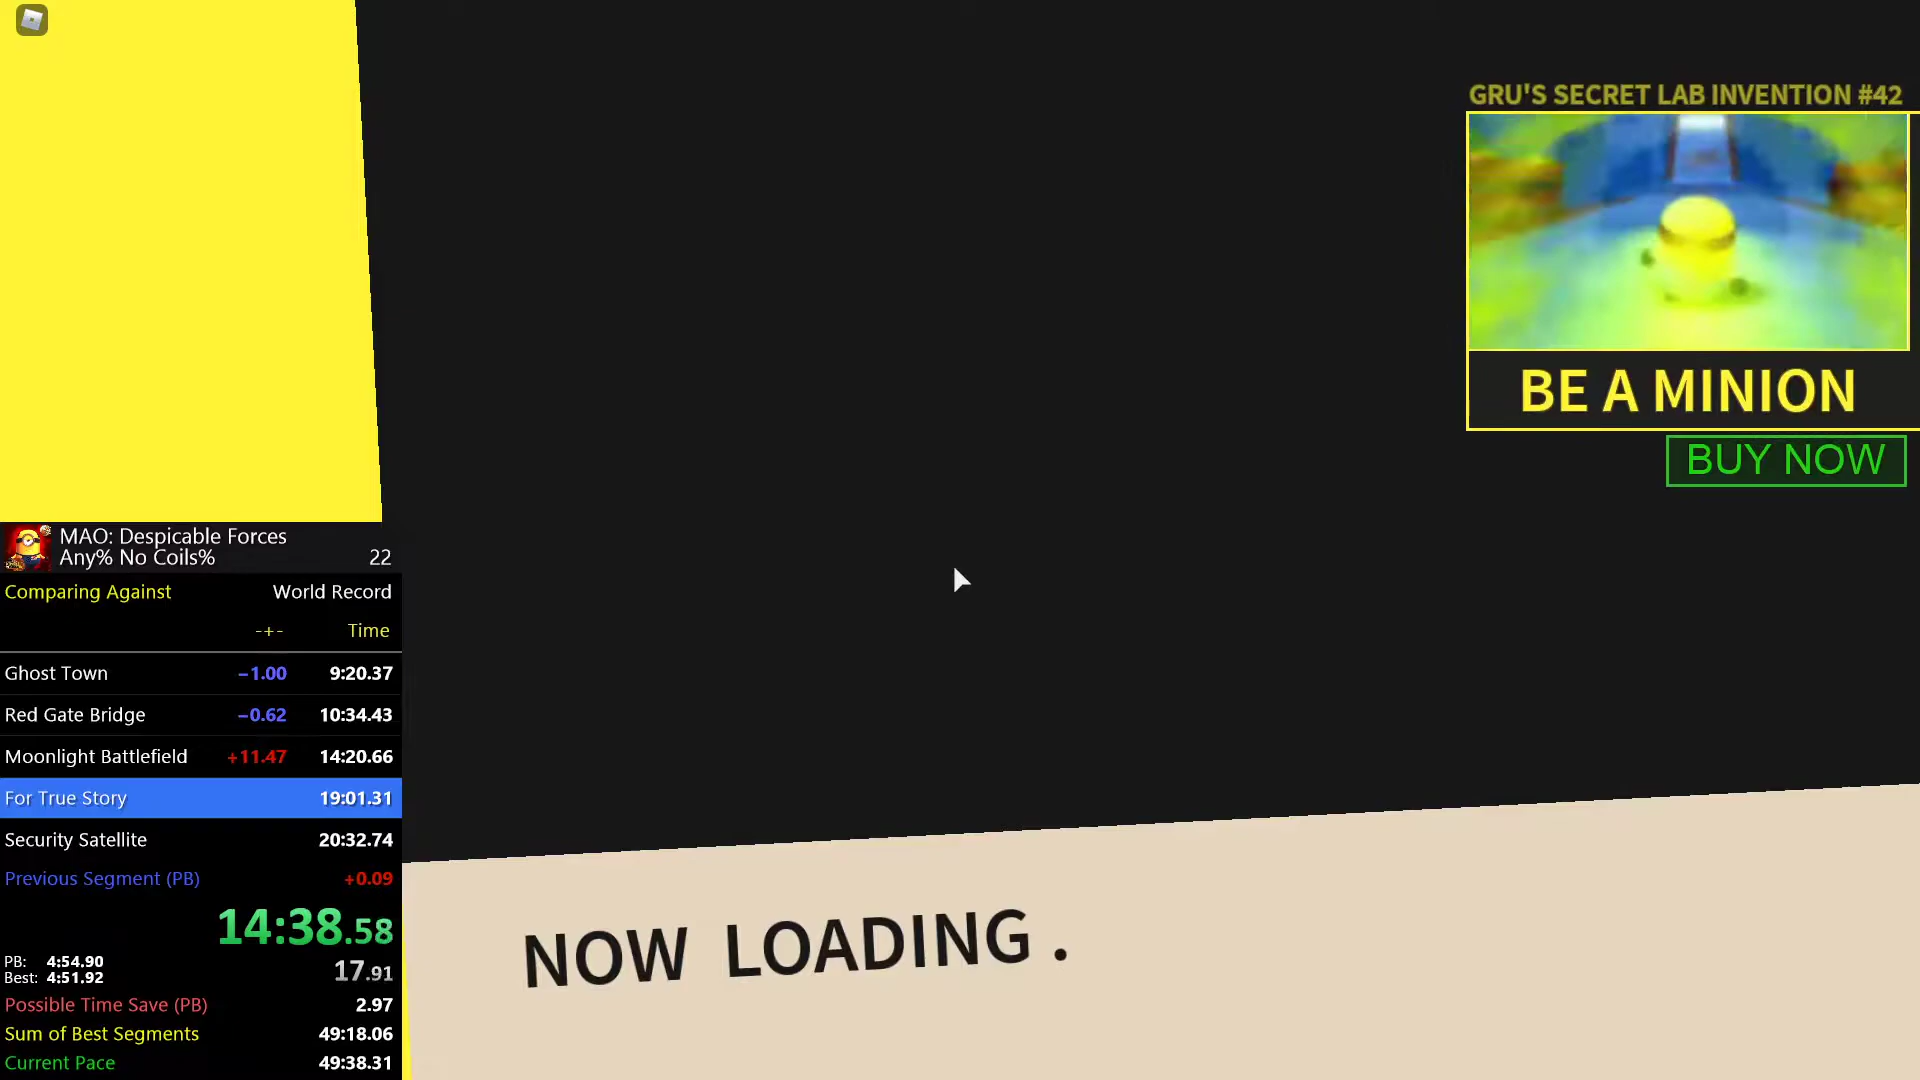 GRU'S SECRET LAB INVENTION #42
BE A MINION
BUY NOW
MAO: Despicable Forces
Any% No Coils% 22
Comparing Against World Record
-+- Time
Ghost Town −1.00 9:20.37
Red Gate Bridge −0.62 10:34.43
Moonlight Battlefield +11.47 14:20.66
For True Story 19:01.31
Security Satellite 20:32.74
Previous Segment (PB) +0.09
14:38.58
PB: 4:54.90
Best: 4:51.92
17.91
Possible Time Save (PB) 2.97
Sum of Best Segments 49:18.06
Current Pace 49:38.31
NOW LOADING .